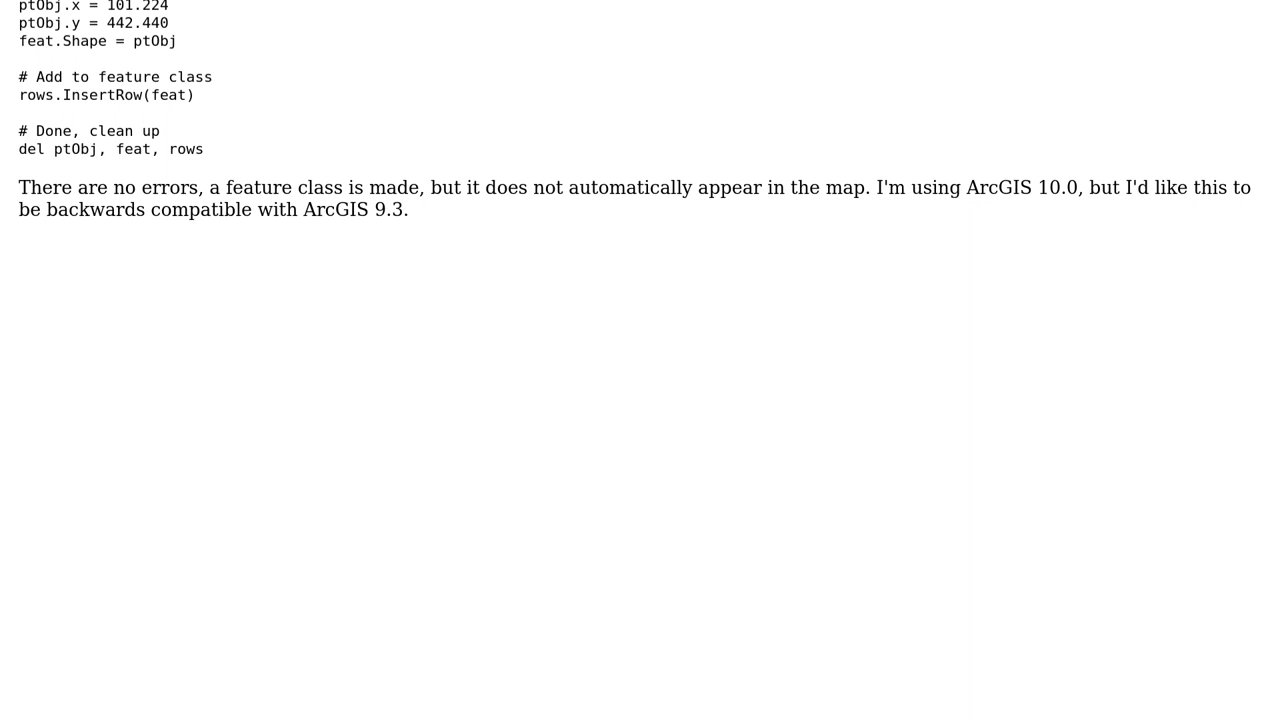 ptObj.x = 101.224
ptObj.y = 442.440
feat.Shape = ptObj
# Add to feature class
rows.InsertRow(feat)
# Done, clean up
del ptObj, feat, rows
There are no errors, a feature class is made, but it does not automatically appear in the map. I'm using ArcGIS 10.0, but I'd like this to
be backwards compatible with ArcGIS 9.3.